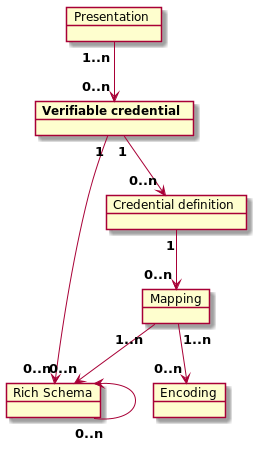 Presentation
1..n
0..n
Verifiable credential
1 1
0..n
Credential definition
1
0..n
Mapping
1..n 1..n
0..n 0..n 0..n
Rich Schema Encoding
0..n